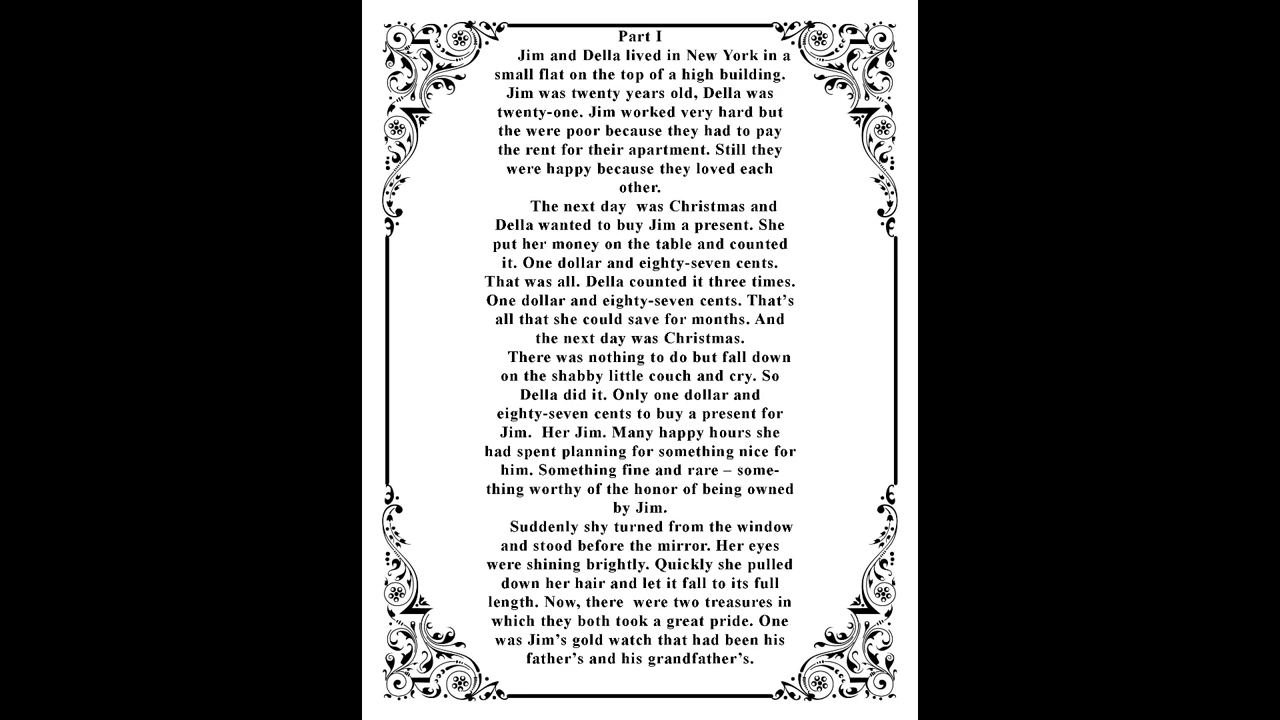 Part I
Jim and Della lived in New York in a
small flat on the top of a high building.
Jim was twenty years old, Della was
twenty-one. Jim worked very hard but
the were poor because they had to pay
the rent for their apartment. Still they
were happy because they loved each
other.
The next day  was Christmas and
Della wanted to buy Jim a present. She
put her money on the table and counted
it. One dollar and eighty-seven cents.
That was all. Della counted it three times.
One dollar and eighty-seven cents. That's
all that she could save for months. And
the next day was Christmas.
There was nothing to do but fall down
on the shabby little couch and cry. So
Della did it. Only one dollar and
eighty-seven cents to buy a present for
Jim.  Her Jim. Many happy hours she
had spent planning for something nice for
him. Something fine and rare – some-
thing worthy of the honor of being owned
by Jim.
Suddenly shy turned from the window
and stood before the mirror. Her eyes
were shining brightly. Quickly she pulled
down her hair and let it fall to its full
length. Now, there  were two treasures in
which they both took a great pride. One
was Jim's gold watch that had been his
father's and his grandfather's.